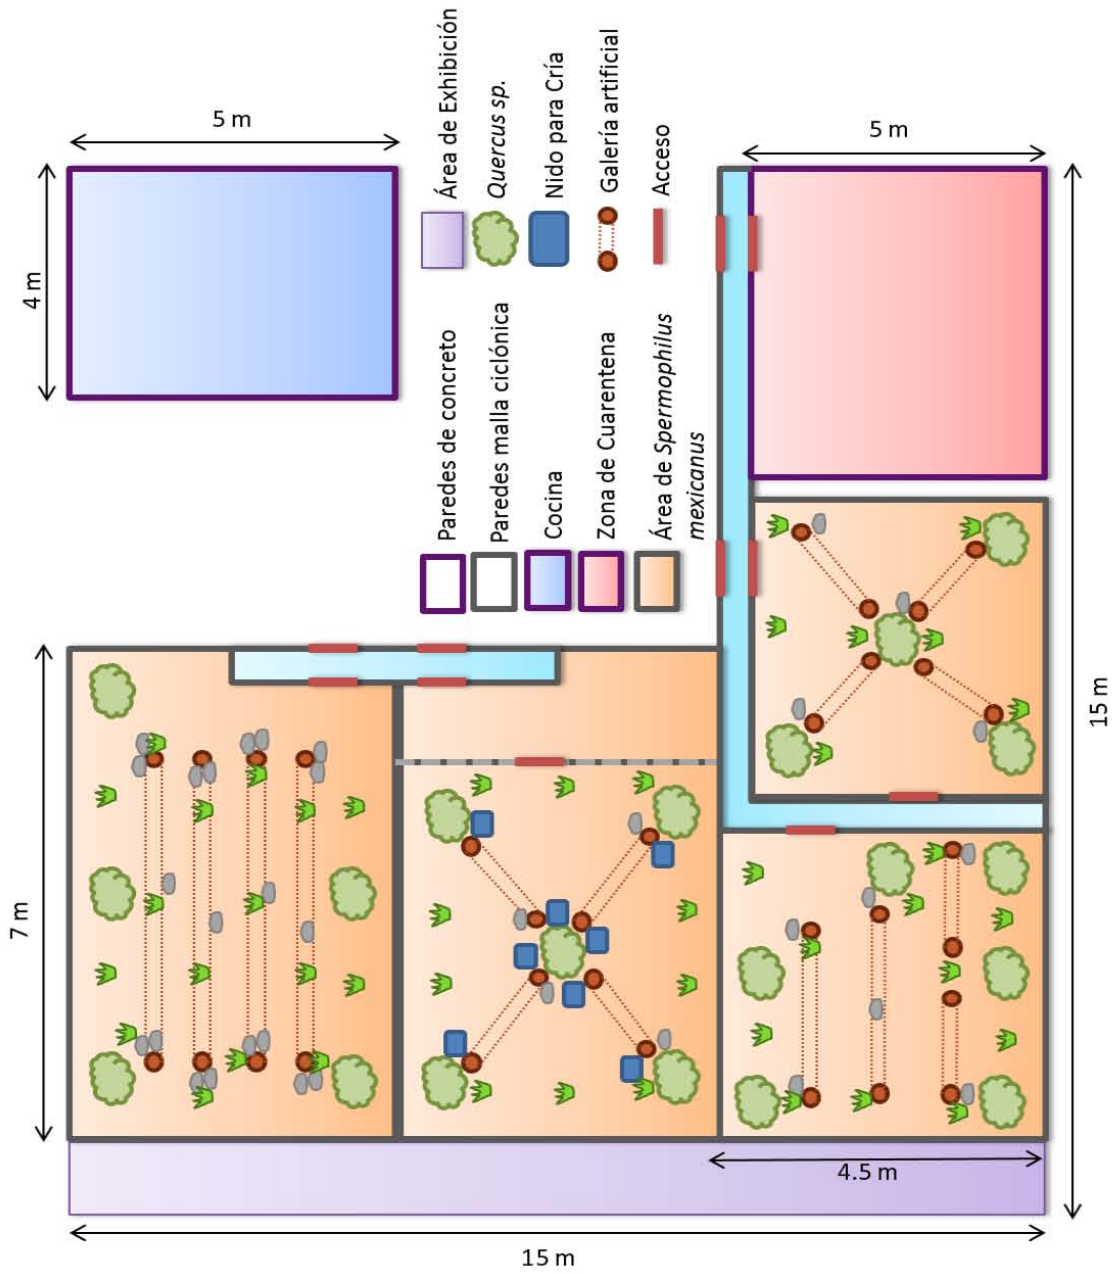 5 m
4 m
Área de Exhibición
Quercus sp.
Nido para Cría
Galería artificial
Acceso
Paredes de concreto
Paredes malla ciclónica
Cocina
Zona de Cuarentena
Área de Spermophilus
mexicanus
5 m
15 m
7 m
4.5 m
15 m